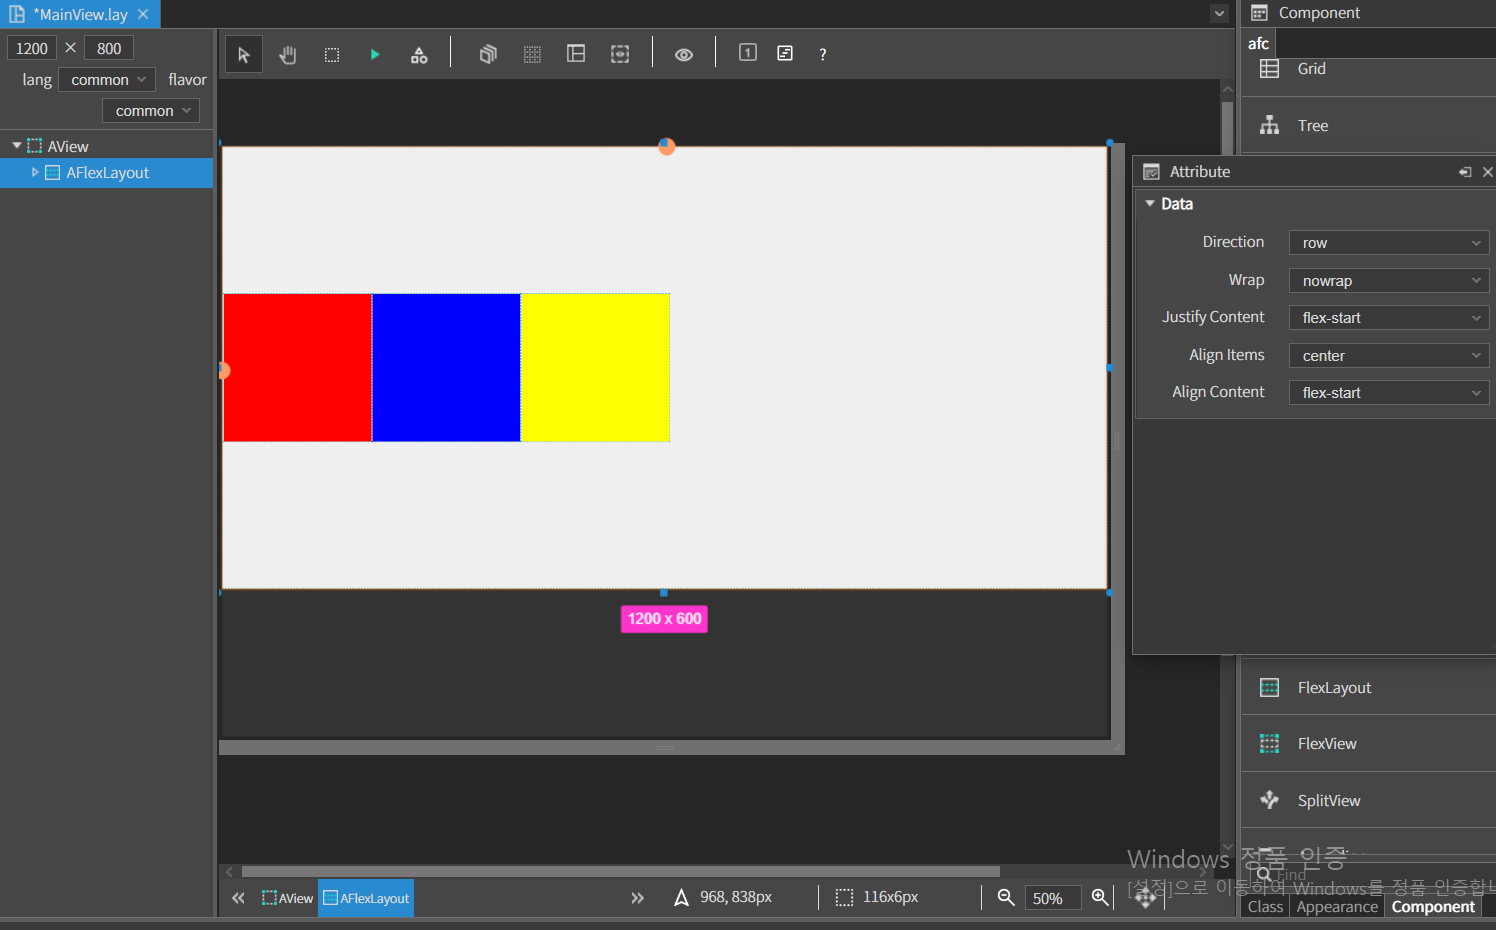 *MainView.lay
1200 × 800
lang common flavor
common
AView
AFlexLayout
1 ?
1200 x 600
Component
afc
Grid
Tree
Attribute
Data
Direction row
Wrap nowrap
Justify Content flex-start
Align Items center
Align Content flex-start
FlexLayout
FlexView
SplitView
Windows 정품 인증
[설정]으로 이동하여 Windows를 정품 인증합니
Find
AView AFlexLayout 968, 838px 116x6px 50%
Class Appearance Component